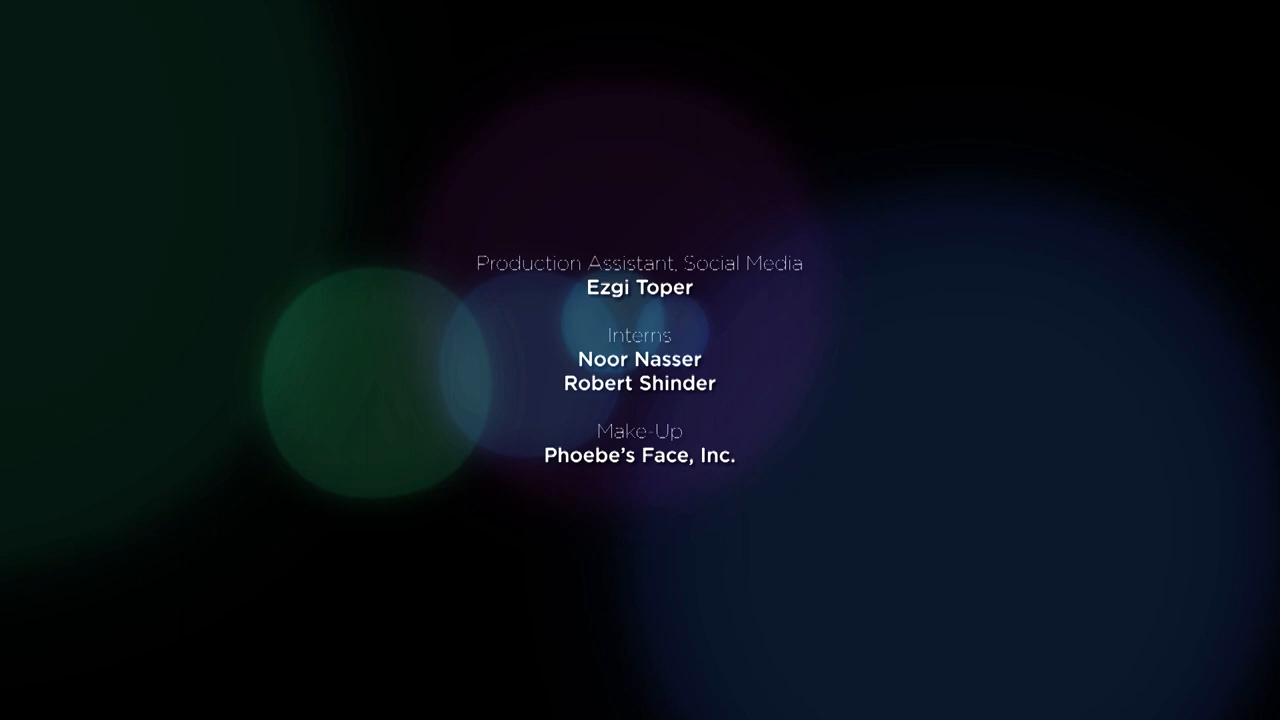 Production Assistant, Social Media
Ezgi Toper
Interns
Noor Nasser
Robert Shinder
Make-Up
Phoebe’s Face, Inc.